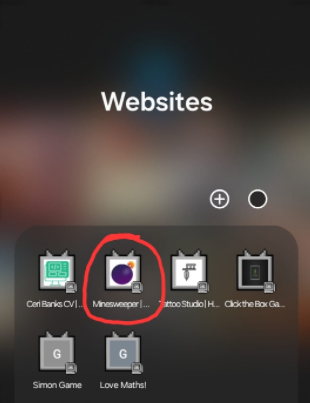 Websites
Ceri Banks CV | ...
Minesweeper | ...
Tattoo Studio | H...
Click the Box Ga...
G
G
Simon Game
Love Maths!